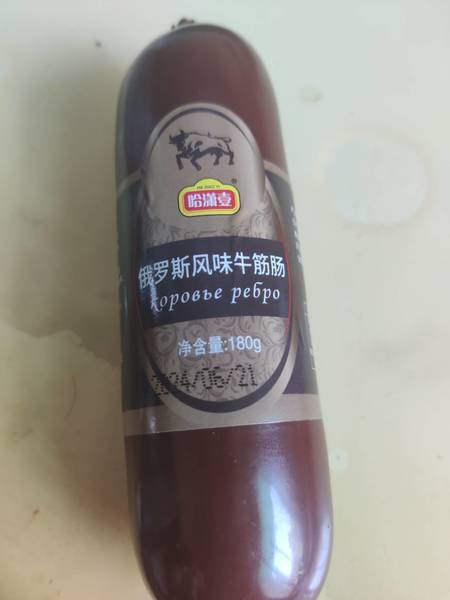 哈潇壹
®
俄罗斯风味牛筋肠
коровье ребро
净含量:180g
2024/06/21